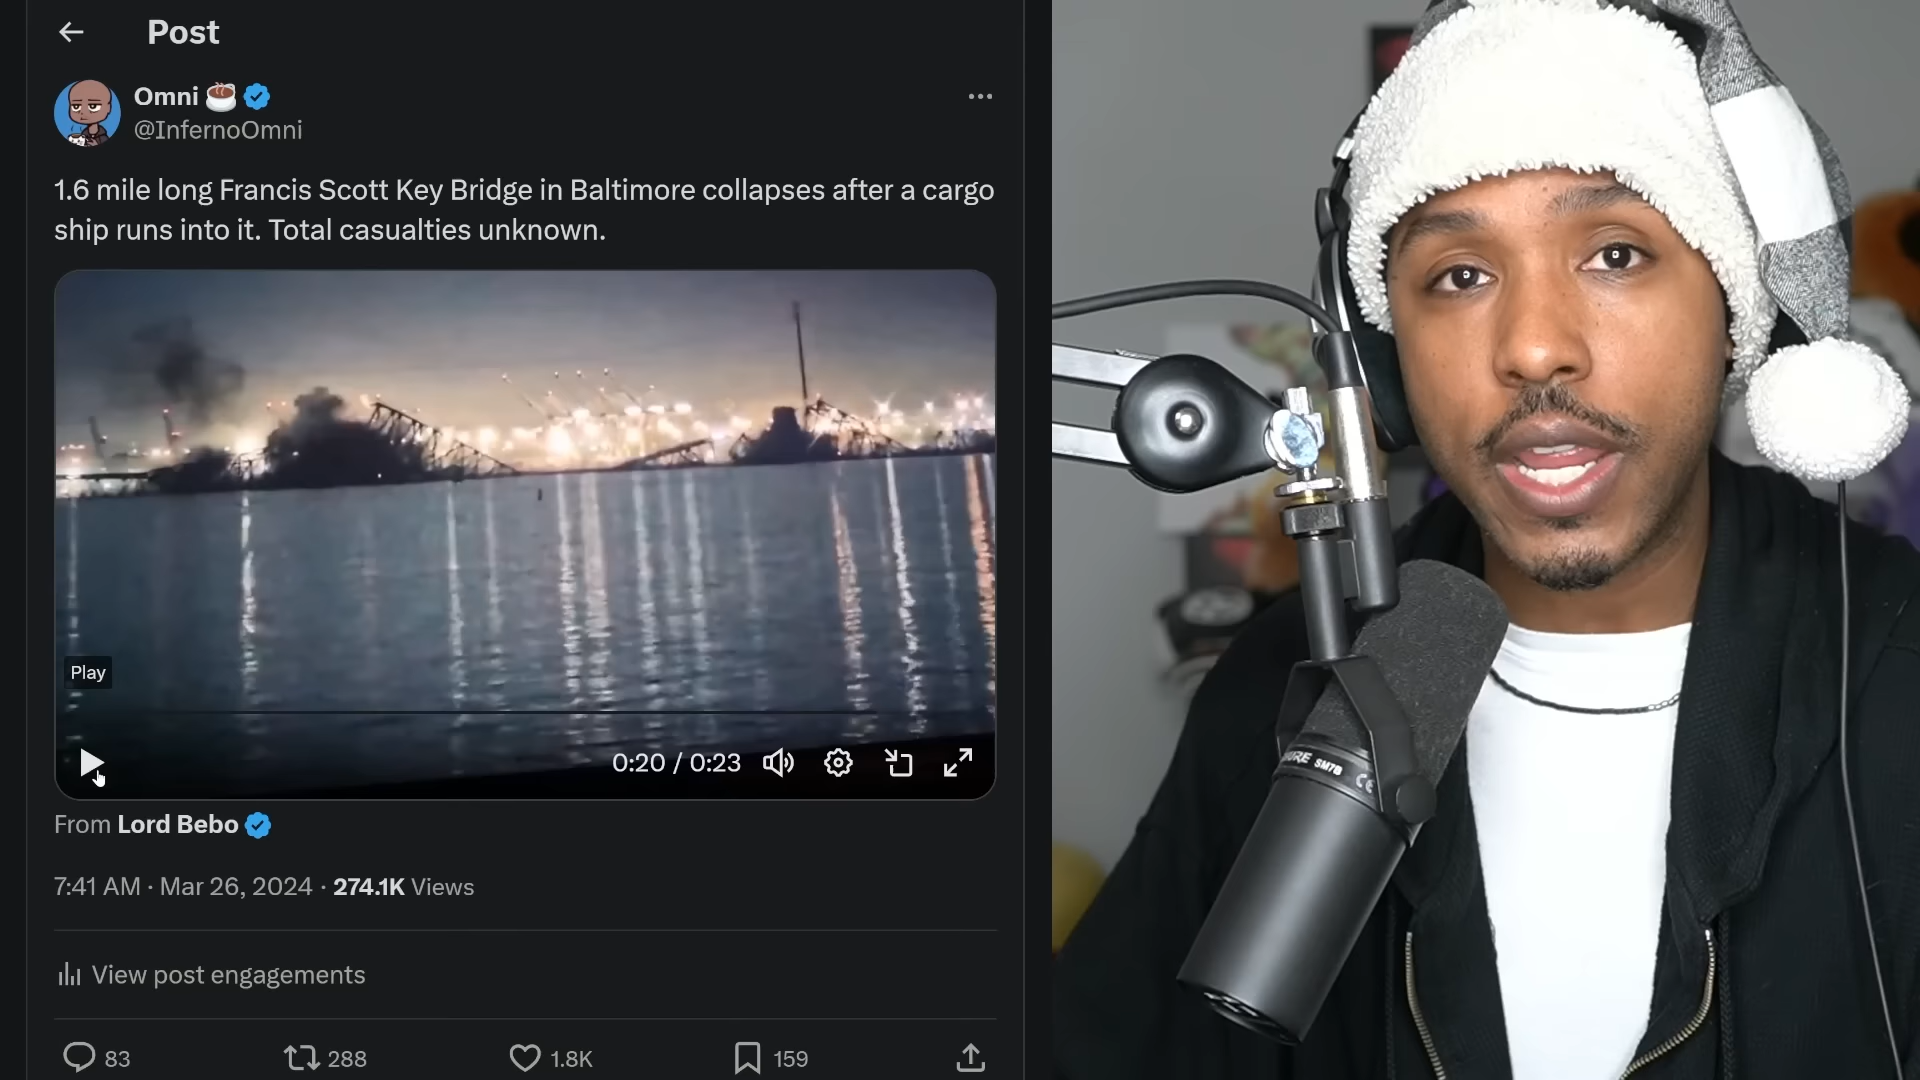 Post
Omni
@InfernoOmni
1.6 mile long Francis Scott Key Bridge in Baltimore collapses after a cargo
ship runs into it. Total casualties unknown.
Play
0:20 / 0:23
From Lord Bebo
7:41 AM · Mar 26, 2024 · 274.1K Views
View post engagements
83 288 1.8K 159
SM7B
CE